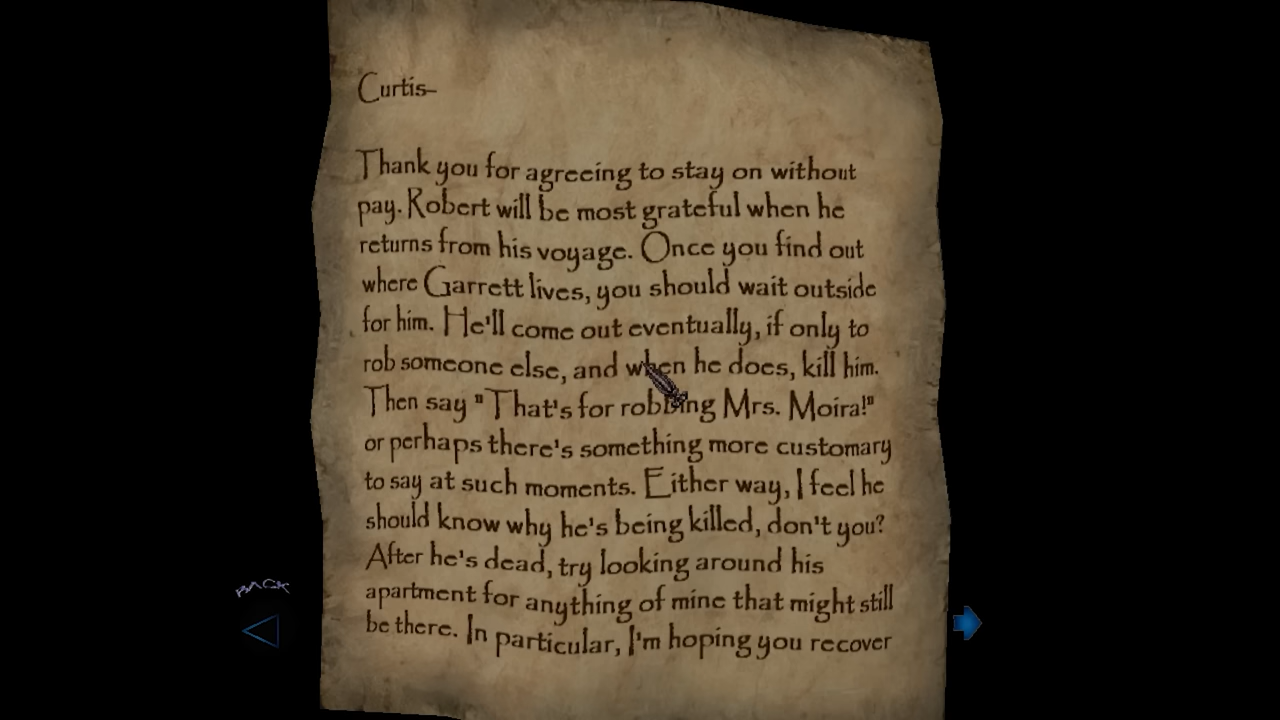 Curtis–
Thank you for agreeing to stay on without
pay. Robert will be most grateful when he
returns from his voyage. Once you find out
where Garrett lives, you should wait outside
for him. He'll come out eventually, if only to
rob someone else, and when he does, kill him.
Then say "That's for robbing Mrs. Moira!"
or perhaps there's something more customary
to say at such moments. Either way, I feel he
should know why he's being killed, don't you?
After he's dead, try looking around his
apartment for anything of mine that might still
be there. In particular, I'm hoping you recover
BACK